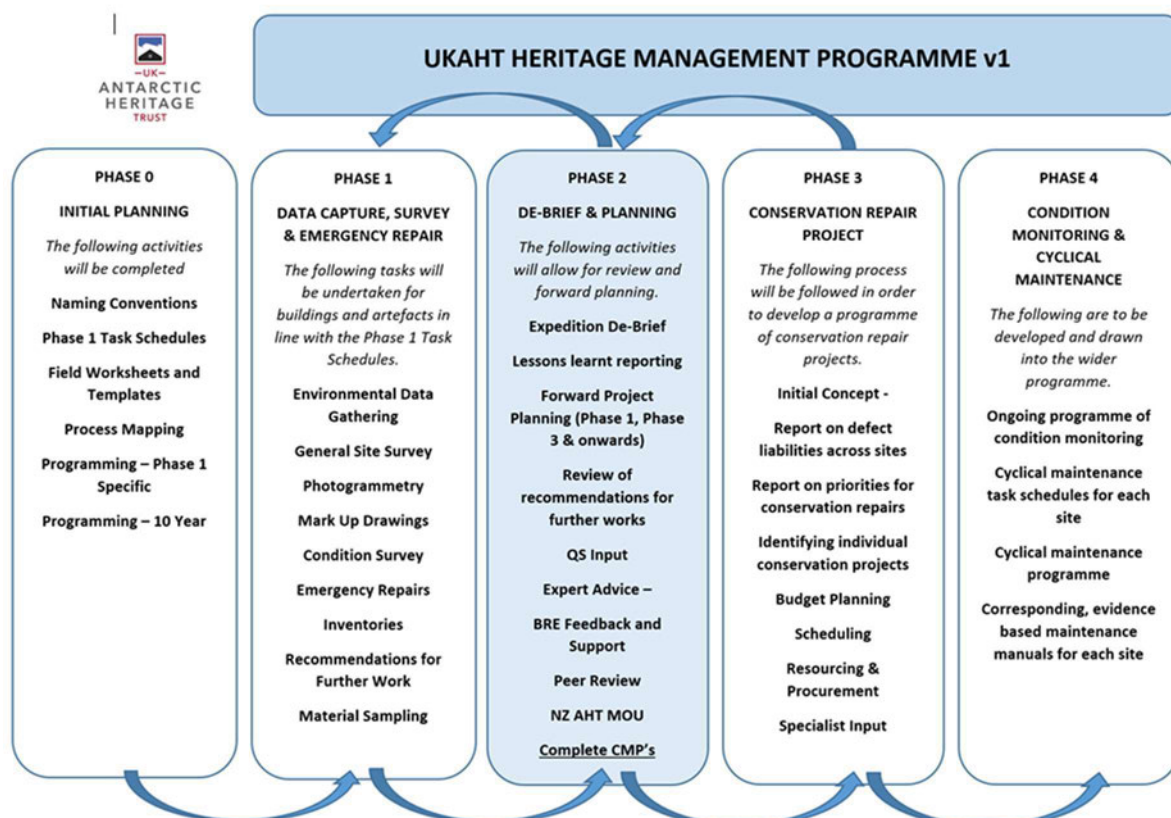 UK
ANTARCTIC
HERITAGE
TRUST
UKAHT HERITAGE MANAGEMENT PROGRAMME v1
PHASE 0
INITIAL PLANNING
The following activities
will be completed
Naming Conventions
Phase 1 Task Schedules
Field Worksheets and
Templates
Process Mapping
Programming – Phase 1
Specific
Programming – 10 Year
PHASE 1
DATA CAPTURE, SURVEY
& EMERGENCY REPAIR
The following tasks will
be undertaken for
buildings and artefacts in
line with the Phase 1 Task
Schedules.
Environmental Data
Gathering
General Site Survey
Photogrammetry
Mark Up Drawings
Condition Survey
Emergency Repairs
Inventories
Recommendations for
Further Work
Material Sampling
PHASE 2
DE-BRIEF & PLANNING
The following activities
will allow for review and
forward planning.
Expedition De-Brief
Lessons learnt reporting
Forward Project
Planning (Phase 1, Phase
3 & onwards)
Review of
recommendations for
further works
QS Input
Expert Advice –
BRE Feedback and
Support
Peer Review
NZ AHT MOU
Complete CMP's
PHASE 3
CONSERVATION REPAIR
PROJECT
The following process
will be followed in order
to develop a programme
of conservation repair
projects.
Initial Concept -
Report on defect
liabilities across sites
Report on priorities for
conservation repairs
Identifying individual
conservation projects
Budget Planning
Scheduling
Resourcing &
Procurement
Specialist Input
PHASE 4
CONDITION
MONITORING &
CYCLICAL
MAINTENANCE
The following are to be
developed and drawn
into the wider
programme.
Ongoing programme of
condition monitoring
Cyclical maintenance
task schedules for each
site
Cyclical maintenance
programme
Corresponding, evidence
based maintenance
manuals for each site